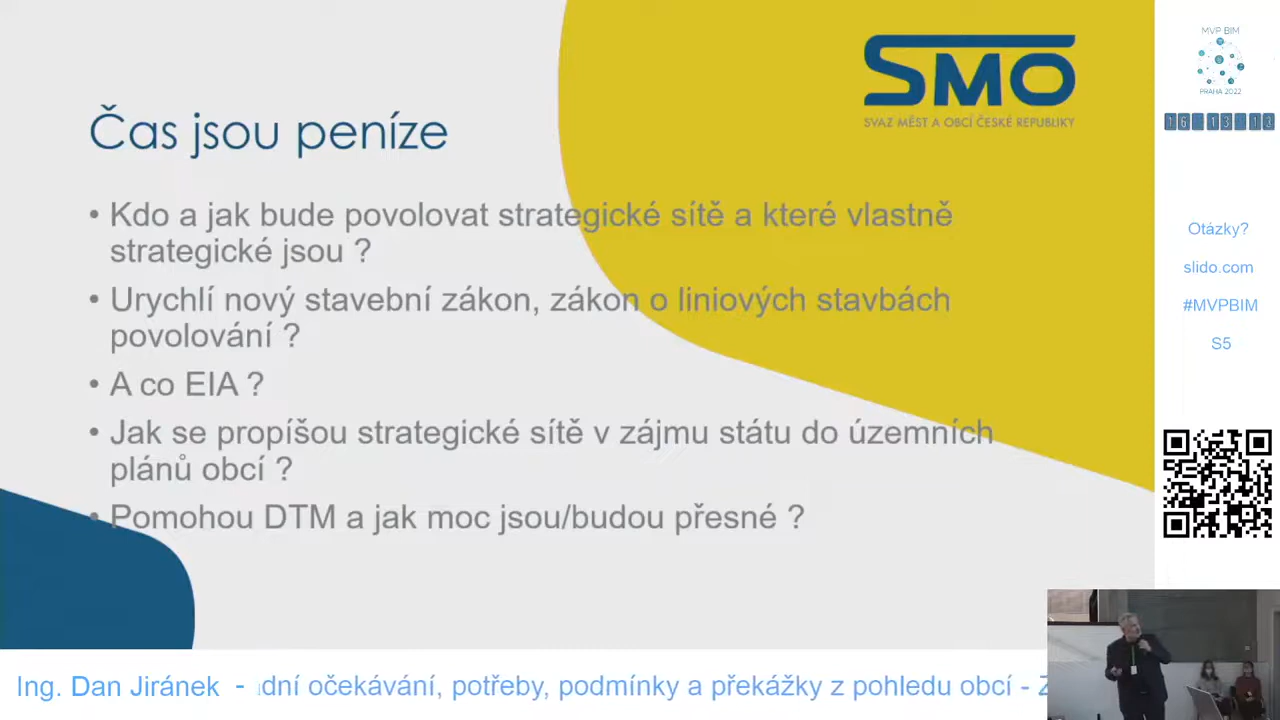 SMO
SVAZ MĚST A OBCÍ ČESKÉ REPUBLIKY
Čas jsou peníze
• Kdo a jak bude povolovat strategické sítě a které vlastně
strategické jsou ?
• Urychlí nový stavební zákon, zákon o liniových stavbách
povolování ?
• A co EIA ?
• Jak se propíšou strategické sítě v zájmu státu do územních
plánů obcí ?
• Pomohou DTM a jak moc jsou/budou přesné ?
MVP BIM
PRAHA 2022
16:13:13
Otázky?
slido.com
#MVPBIM
S5
Ing. Dan Jiránek - dní očekávání, potřeby, podmínky a překážky z pohledu obcí -